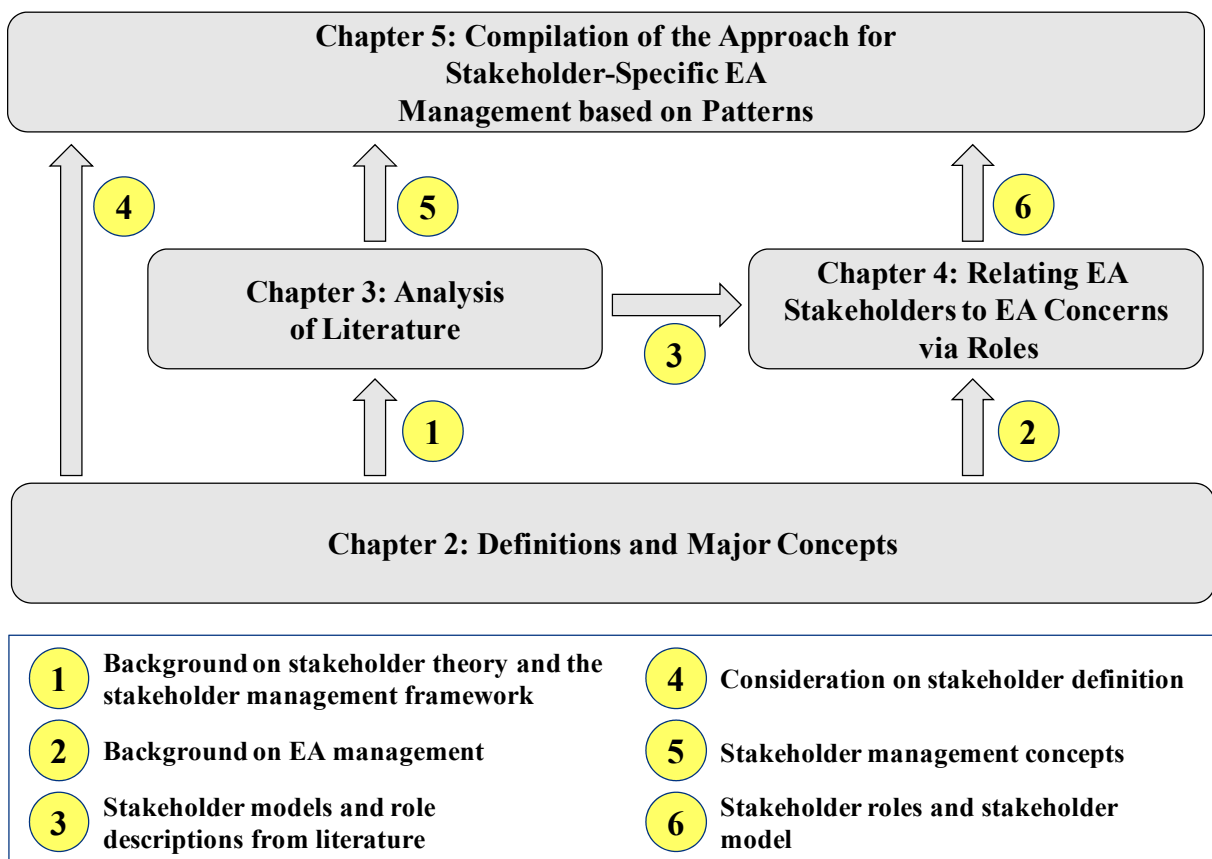 Chapter 5: Compilation of the Approach for
Stakeholder-Specific EA
Management based on Patterns
4
5
6
Chapter 3: Analysis
of Literature
Chapter 4: Relating EA
Stakeholders to EA Concerns
via Roles
3
1
2
Chapter 2: Definitions and Major Concepts
1
Background on stakeholder theory and the
stakeholder management framework
2
Background on EA management
3
Stakeholder models and role
descriptions from literature
4
Consideration on stakeholder definition
5
Stakeholder management concepts
6
Stakeholder roles and stakeholder
model